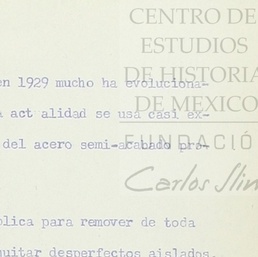 CENTRO DE
ESTUDIOS
DE HISTORIA
DE MEXICO
FUNDACIÓ
Carlos Slim
en 1929 mucho ha evoluciona-
a act alidad se usa casi ex-
del acero semi-acabado pro-
plica para remover de toda
quitar desperfectos aislados.